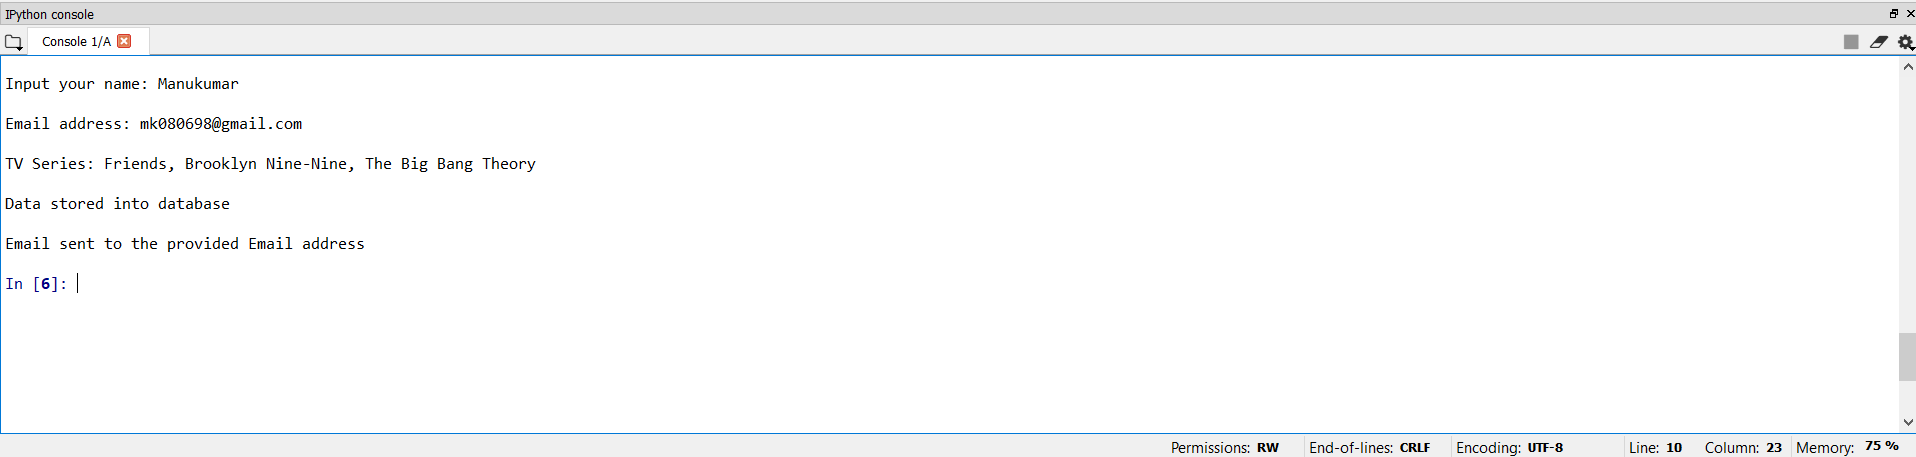 IPython console
Console 1/A
Input your name: Manukumar
Email address: mk080698@gmail.com
TV Series: Friends, Brooklyn Nine-Nine, The Big Bang Theory
Data stored into database
Email sent to the provided Email address
In [6]:
Permissions: RW End-of-lines: CRLF Encoding: UTF-8 Line: 10 Column: 23 Memory: 75 %